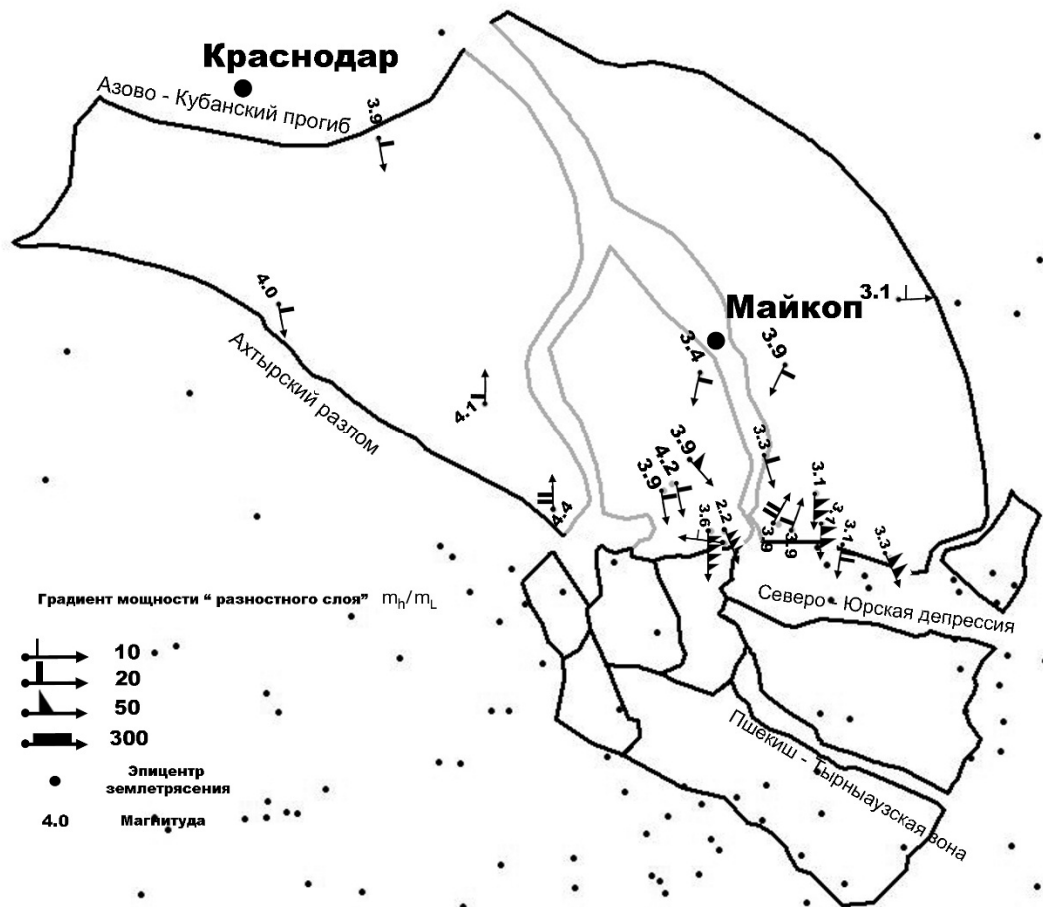 Краснодар
Азово - Кубанский прогиб
3.9
4.0
Ахтырский разлом
3.1
Майкоп
3.4
3.9
4.1
3.9
3.3
4.2
3.9
4.4
3.1
3.6
2.2
3.9
3.9
3.1
3.3
Северо - Юрская депрессия
Пшекиш - Тырныаузская зона
Градиент мощности “ разностного слоя” mh/mL
10
20
50
300
Эпицентр
землетрясения
4.0 Магнитуда